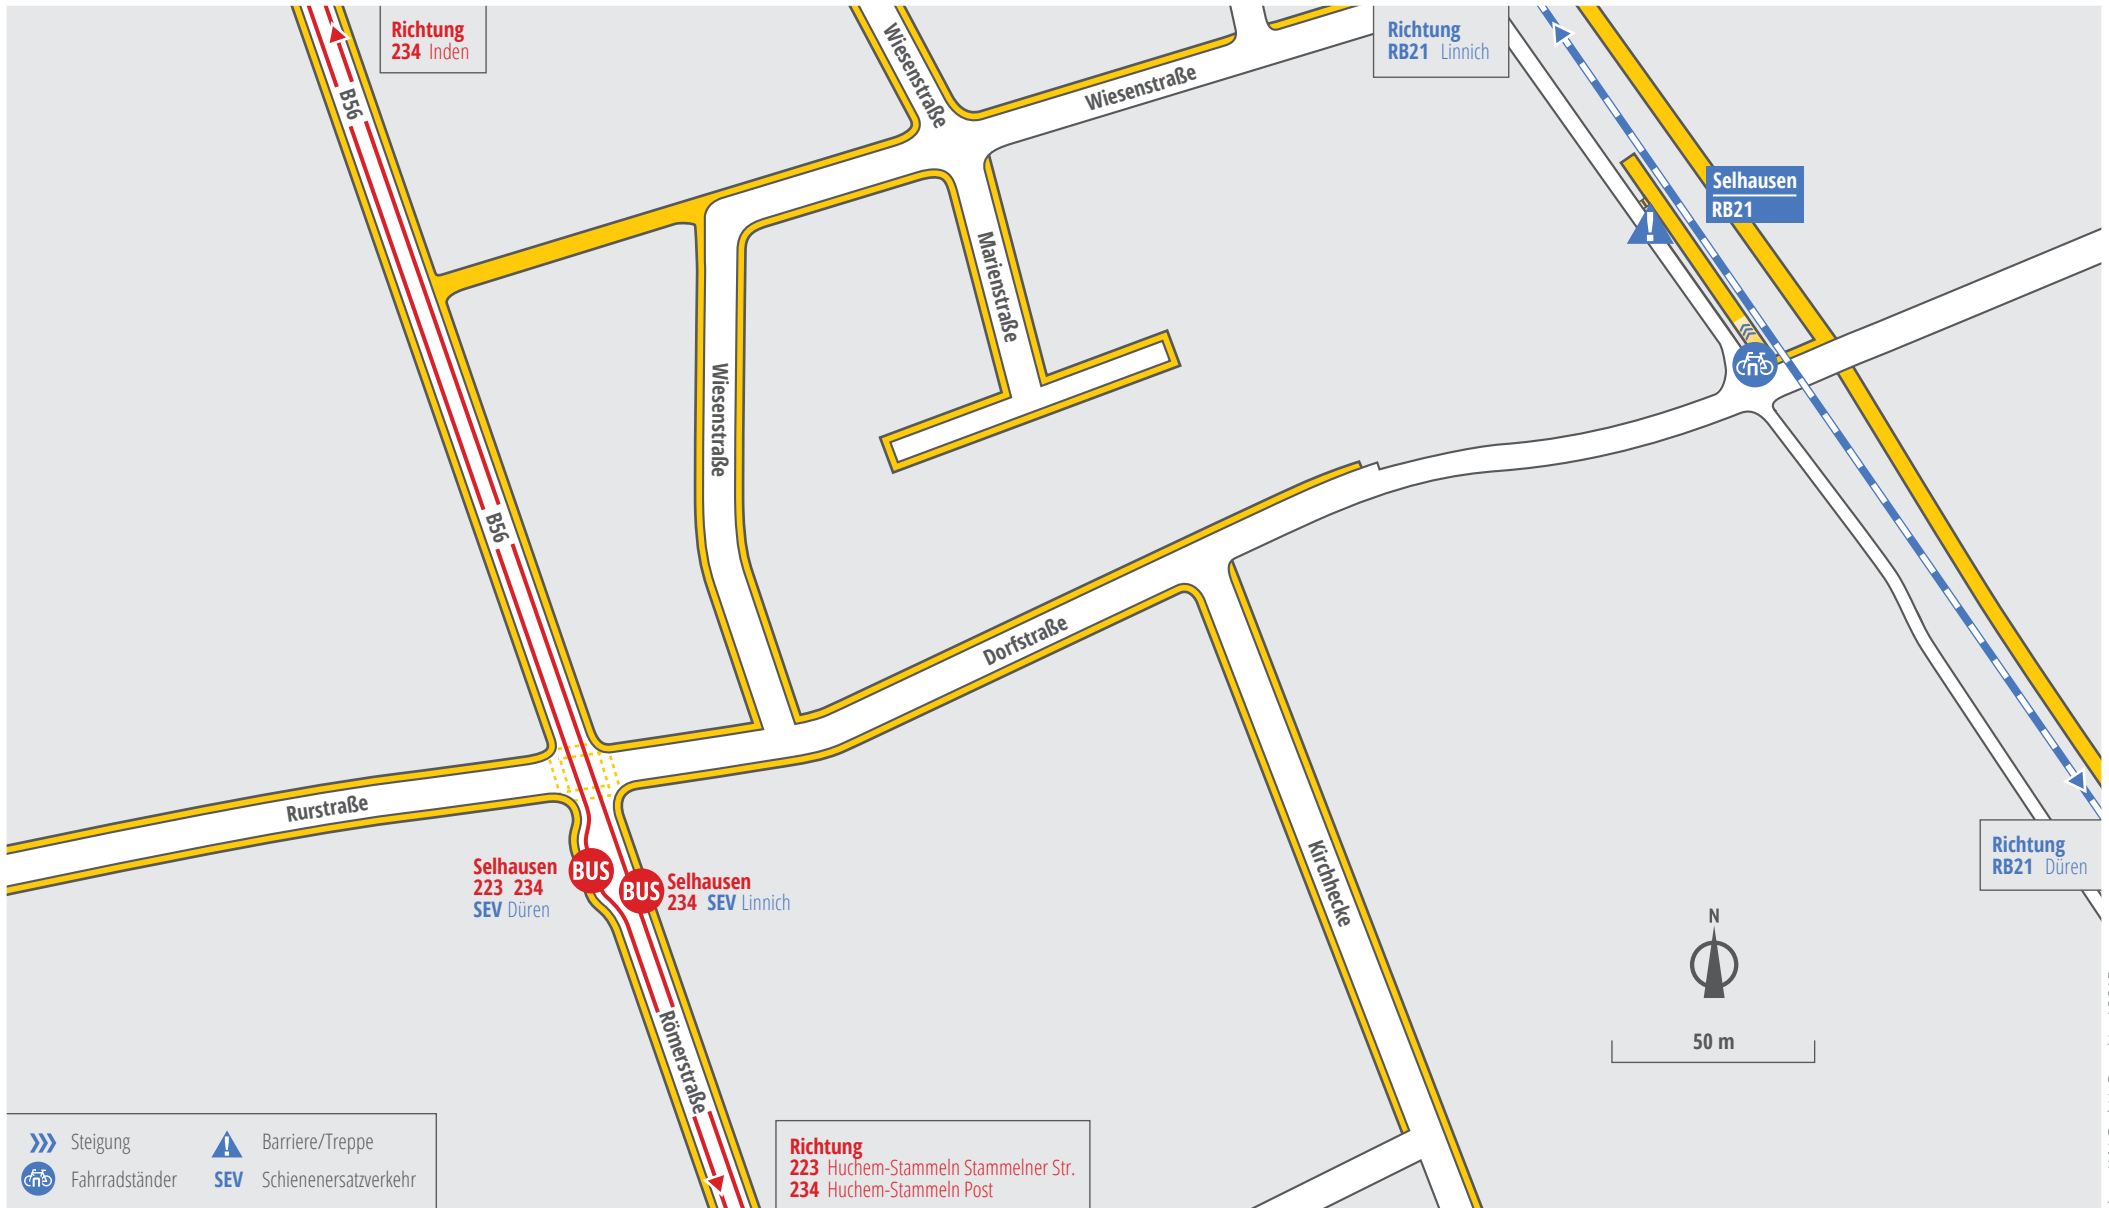 Richtung
234 Inden
Wiesenstraße
Wiesenstraße
Richtung
RB21 Linnich
B56
Selhausen
RB21
Marienstraße
Wiesenstraße
B56
Dorfstraße
Rurstraße
Selhausen
223 234
SEV Düren
BUS
BUS
Selhausen
234 SEV Linnich
Kirchhecke
Richtung
RB21 Düren
N
50 m
Römerstraße
Steigung
Barriere/Treppe
Fahrradständer
SEV Schienenersatzverkehr
Richtung
223 Huchem-Stammeln Stammelner Str.
234 Huchem-Stammeln Post